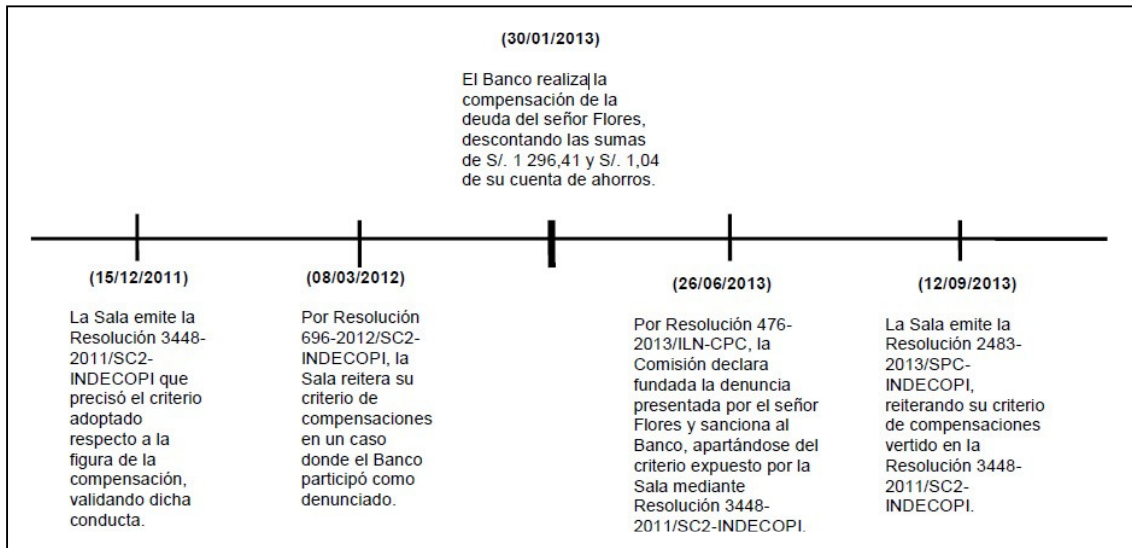 (30/01/2013)
El Banco realiza la
compensación de la
deuda del señor Flores,
descontando las sumas
de S/. 1 296,41 y S/. 1,04
de su cuenta de ahorros.
(15/12/2011)
La Sala emite la
Resolución 3448-
2011/SC2-
INDECOPI que
precisó el criterio
adoptado
respecto a la
figura de la
compensación,
validando dicha
conducta.
(08/03/2012)
Por Resolución
696-2012/SC2-
INDECOPI, la
Sala reitera su
criterio de
compensaciones
en un caso
donde el Banco
participó como
denunciado.
(26/06/2013)
Por Resolución 476-
2013/ILN-CPC, la
Comisión declara
fundada la denuncia
presentada por el señor
Flores y sanciona al
Banco, apartándose del
criterio expuesto por la
Sala mediante
Resolución 3448-
2011/SC2-INDECOPI.
(12/09/2013)
La Sala emite la
Resolución 2483-
2013/SPC-
INDECOPI,
reiterando su criterio
de compensaciones
vertido en la
Resolución 3448-
2011/SC2-
INDECOPI.